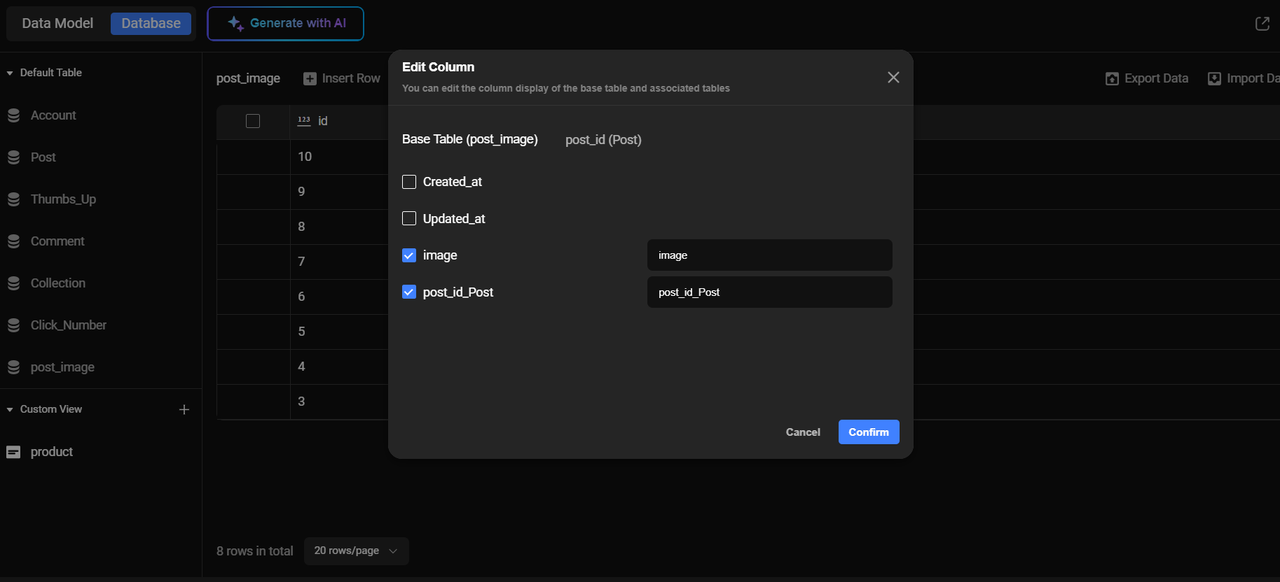 Data Model Database Generate with AI
Default Table
Account
Post
Thumbs_Up
Comment
Collection
Click_Number
post_image
Custom View
product
post_image Insert Row Export Data Import Da
123 id
10
9
8
7
6
5
4
3
8 rows in total 20 rows/page
Edit Column
You can edit the column display of the base table and associated tables
Base Table (post_image) post_id (Post)
Created_at
Updated_at
image image
post_id_Post post_id_Post
Cancel Confirm